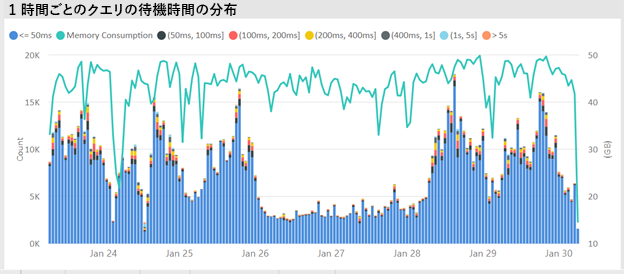 1 時間ごとのクエリの待機時間の分布
<= 50ms Memory Consumption (50ms, 100ms] (100ms, 200ms] (200ms, 400ms] (400ms, 1s] (1s, 5s] > 5s
20K 50
15K 40
10K 30
5K 20
0K 10
Count
(GB)
Jan 24 Jan 25 Jan 26 Jan 27 Jan 28 Jan 29 Jan 30